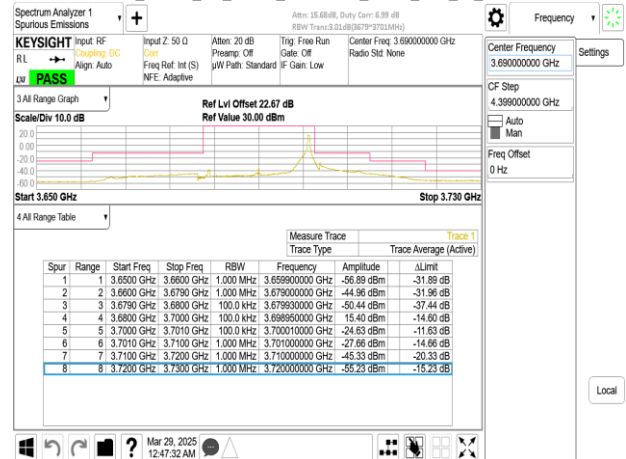 Spectrum Analyzer 1
Spurious Emissions
Attn: 15.68dB, Duty Corr: 6.99 dB
RBW Trans:3.01dB(3679~3701MHz)
Frequency
KEYSIGHT
RL
PASS
Input: RF
Coupling: DC
Align: Auto
Input Z: 50 Ω
Corr
Freq Ref: Int (S)
NFE: Adaptive
Atten: 20 dB
Preamp: Off
µW Path: Standard
Trig: Free Run
Gate: Off
IF Gain: Low
Center Freq: 3.690000000 GHz
Radio Std: None
Center Frequency
3.690000000 GHz
Settings
CF Step
4.399000000 GHz
Auto
Man
Freq Offset
0 Hz
Local
3 All Range Graph
Scale/Div 10.0 dB
Ref Lvl Offset 22.67 dB
Ref Value 30.00 dBm
20.0
0.00
-20.0
-40.0
-60.0
Start 3.650 GHz
Stop 3.730 GHz
4 All Range Table
Measure Trace Trace 1
Trace Type Trace Average (Active)
Spur Range Start Freq Stop Freq RBW Frequency Amplitude ΔLimit
1 1 3.6500 GHz 3.6600 GHz 1.000 MHz 3.659900000 GHz -56.89 dBm -31.89 dB
2 2 3.6600 GHz 3.6790 GHz 1.000 MHz 3.679000000 GHz -44.96 dBm -31.96 dB
3 3 3.6790 GHz 3.6800 GHz 100.0 kHz 3.679930000 GHz -50.44 dBm -37.44 dB
4 4 3.6800 GHz 3.7000 GHz 100.0 kHz 3.698950000 GHz 15.40 dBm -14.60 dB
5 5 3.7000 GHz 3.7010 GHz 100.0 kHz 3.700010000 GHz -24.63 dBm -11.63 dB
6 6 3.7010 GHz 3.7100 GHz 1.000 MHz 3.701000000 GHz -27.66 dBm -14.66 dB
7 7 3.7100 GHz 3.7200 GHz 1.000 MHz 3.710000000 GHz -45.33 dBm -20.33 dB
8 8 3.7200 GHz 3.7300 GHz 1.000 MHz 3.720000000 GHz -55.23 dBm -15.23 dB
Mar 29, 2025
12:47:32 AM